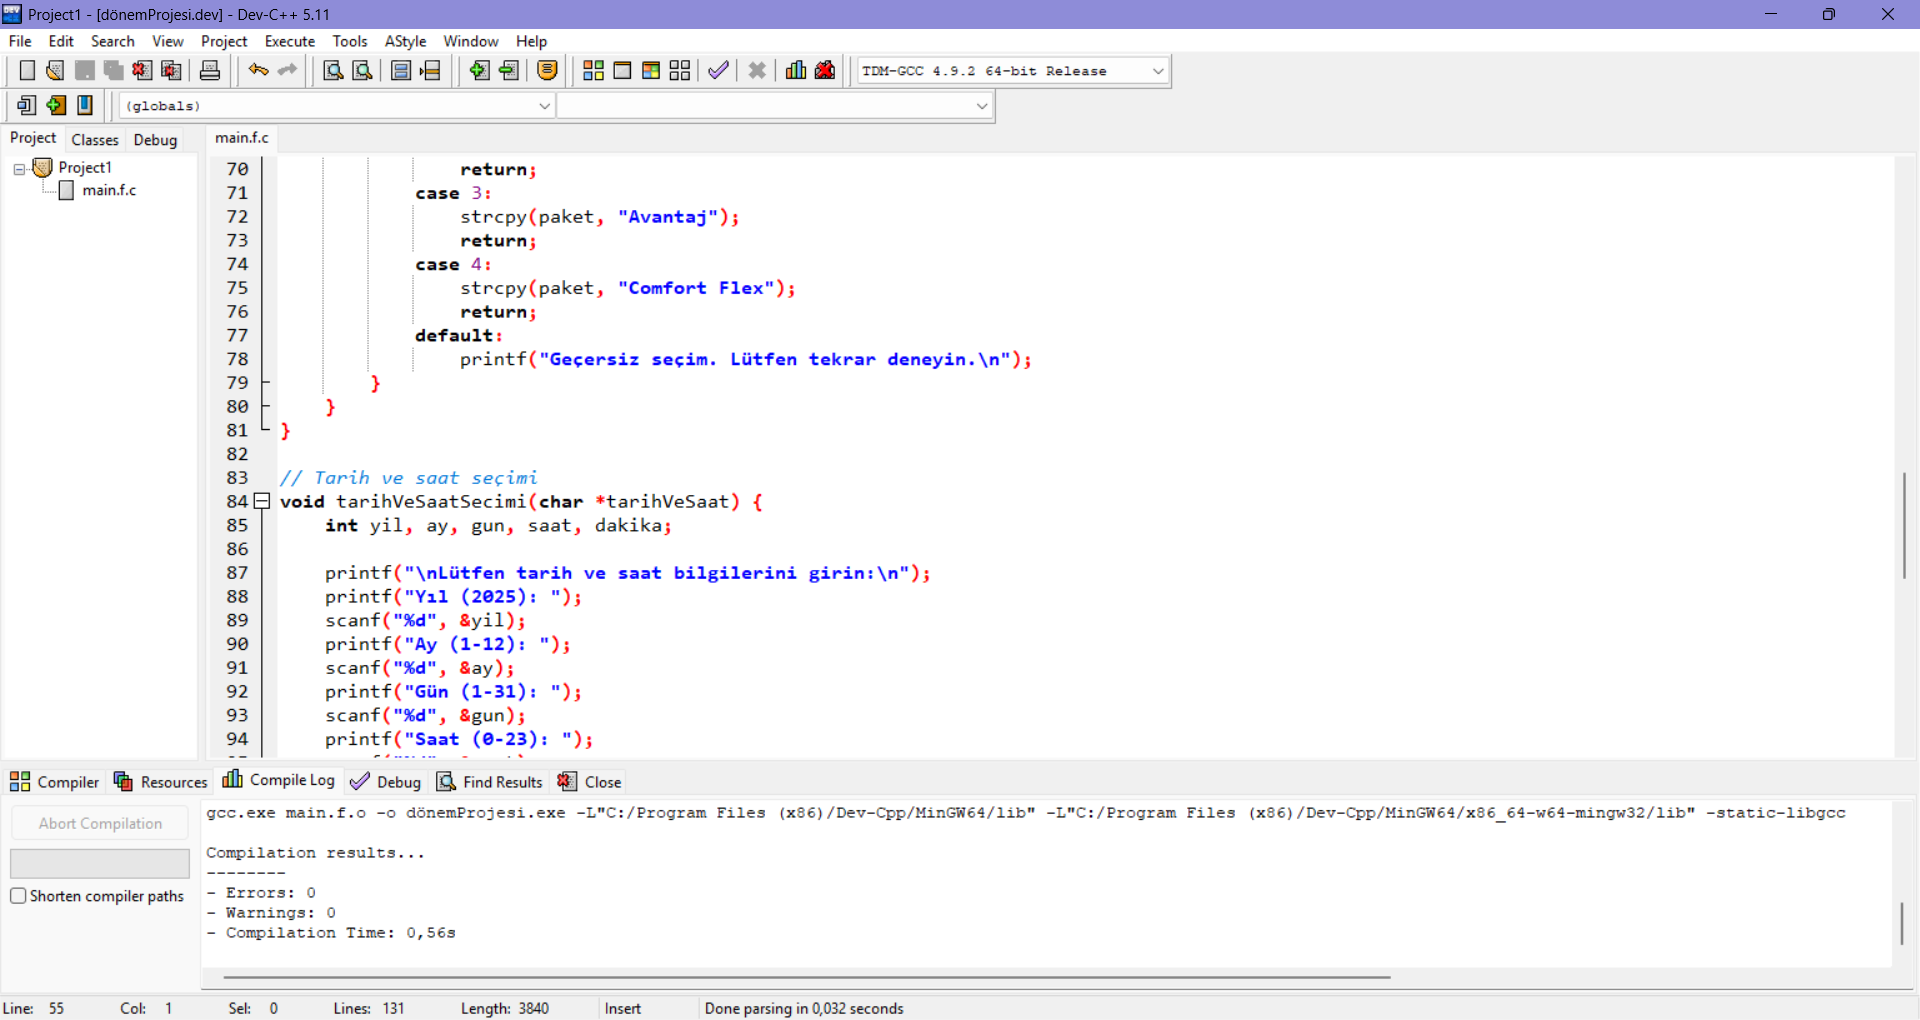 Project1 - [dönemProjesi.dev] - Dev-C++ 5.11
File Edit Search View Project Execute Tools AStyle Window Help
TDM-GCC 4.9.2 64-bit Release
(globals)
Project Classes Debug
main.f.c
Project1
main.f.c
70 return;
71 case 3:
72 strcpy(paket, "Avantaj");
73 return;
74 case 4:
75 strcpy(paket, "Comfort Flex");
76 return;
77 default:
78 printf("Geçersiz seçim. Lütfen tekrar deneyin.\n");
79 }
80 }
81 }
82
83 // Tarih ve saat seçimi
84 void tarihVeSaatSecimi(char *tarihVeSaat) {
85 int yil, ay, gun, saat, dakika;
86
87 printf("\nLütfen tarih ve saat bilgilerini girin:\n");
88 printf("Yıl (2025): ");
89 scanf("%d", &yil);
90 printf("Ay (1-12): ");
91 scanf("%d", &ay);
92 printf("Gün (1-31): ");
93 scanf("%d", &gun);
94 printf("Saat (0-23): ");
Compiler Resources Compile Log Debug Find Results Close
Abort Compilation
Shorten compiler paths
gcc.exe main.f.o -o dönemProjesi.exe -L"C:/Program Files (x86)/Dev-Cpp/MinGW64/lib" -L"C:/Program Files (x86)/Dev-Cpp/MinGW64/x86_64-w64-mingw32/lib" -static-libgcc
Compilation results...
--------
- Errors: 0
- Warnings: 0
- Compilation Time: 0,56s
Line: 55 Col: 1 Sel: 0 Lines: 131 Length: 3840 Insert Done parsing in 0,032 seconds